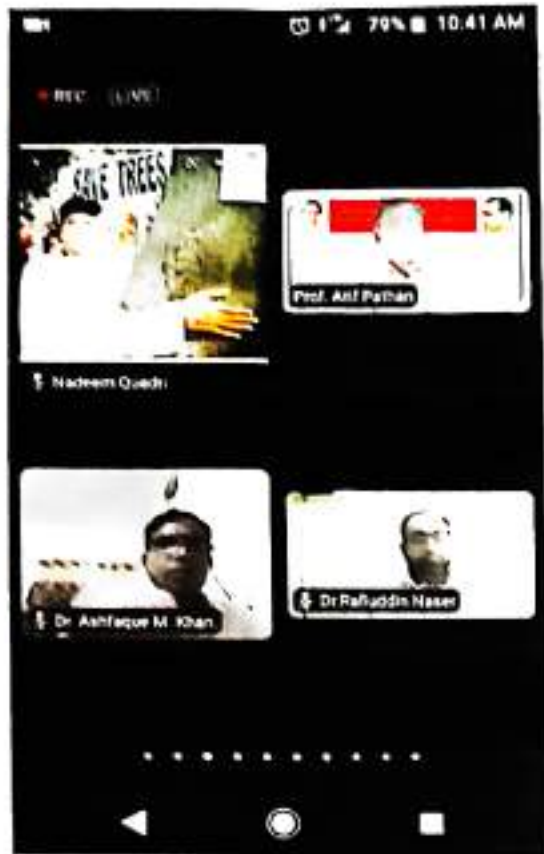 79% 10.41 AM
REC LIVE
SAVE TREES
Prof. Arif Pathan
Nadeem Quadri
Dr. Ashfaque M. Khan
Dr Rafiuddin Naser